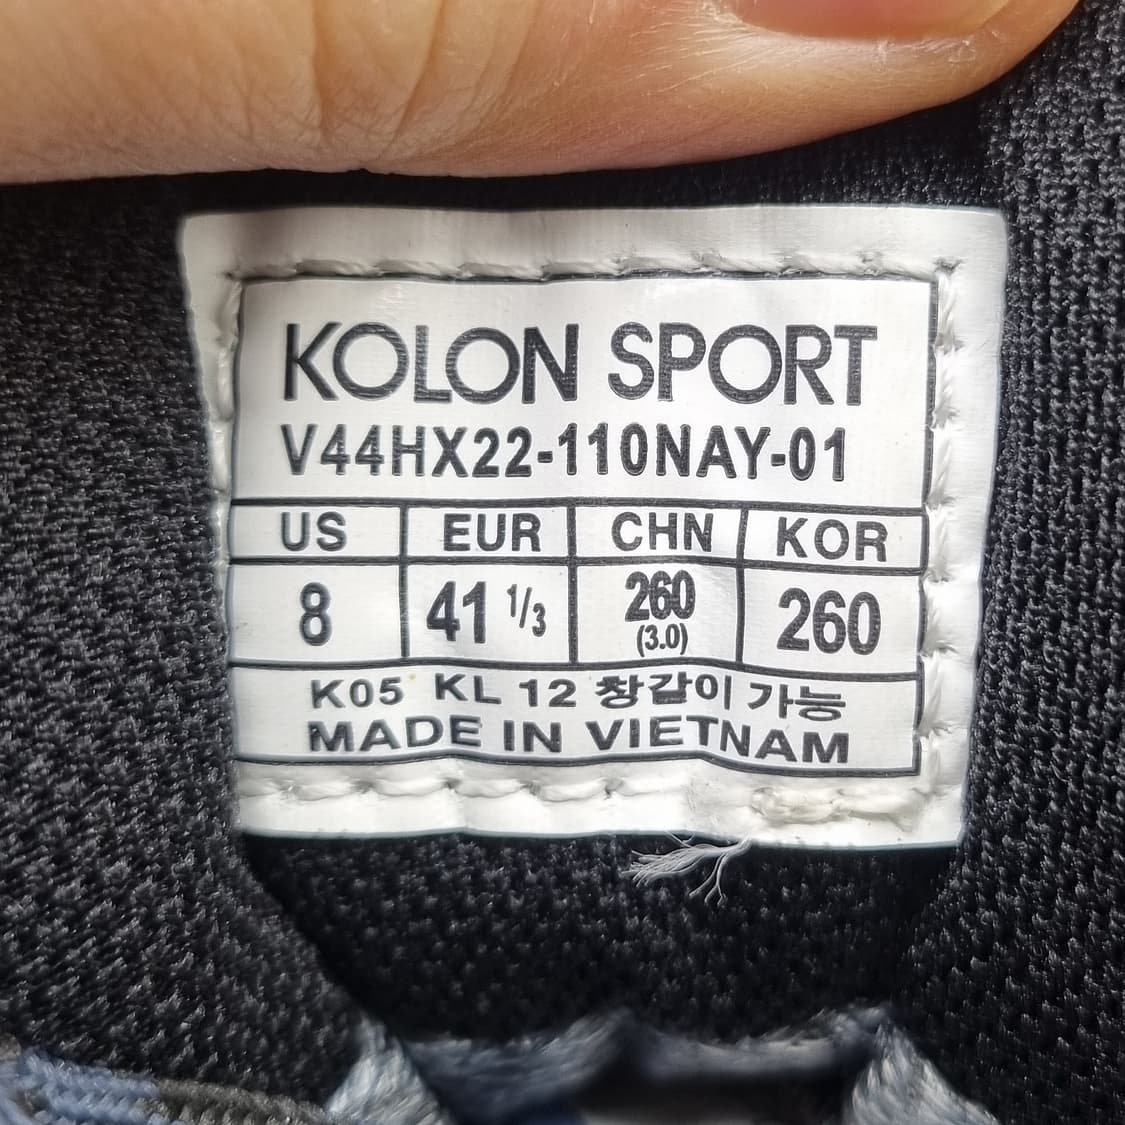 KOLON SPORT
V44HX22-110NAY-01
US EUR CHN KOR
8 41 1/3 260 (3.0) 260
K05 KL 12 창갈이 가능
MADE IN VIETNAM